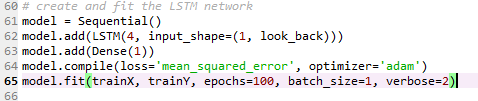 60 # create and fit the LSTM network
61 model = Sequential()
62 model.add(LSTM(4, input_shape=(1, look_back)))
63 model.add(Dense(1))
64 model.compile(loss='mean_squared_error', optimizer='adam')
65 model.fit(trainX, trainY, epochs=100, batch_size=1, verbose=2)
66